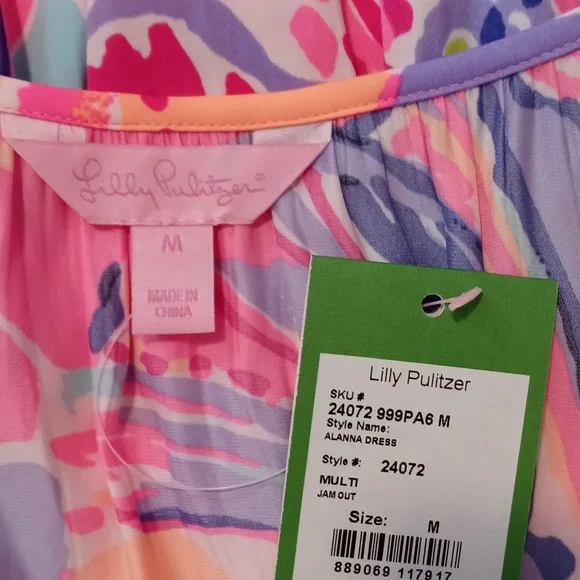 Lilly Pulitzer®
M
MADE IN
CHINA
Lilly Pulitzer
SKU #
24072 999PA6 M
Style Name:
ALANNA DRESS
Style #: 24072
MULTI
JAM OUT
Size: M
889069 117917